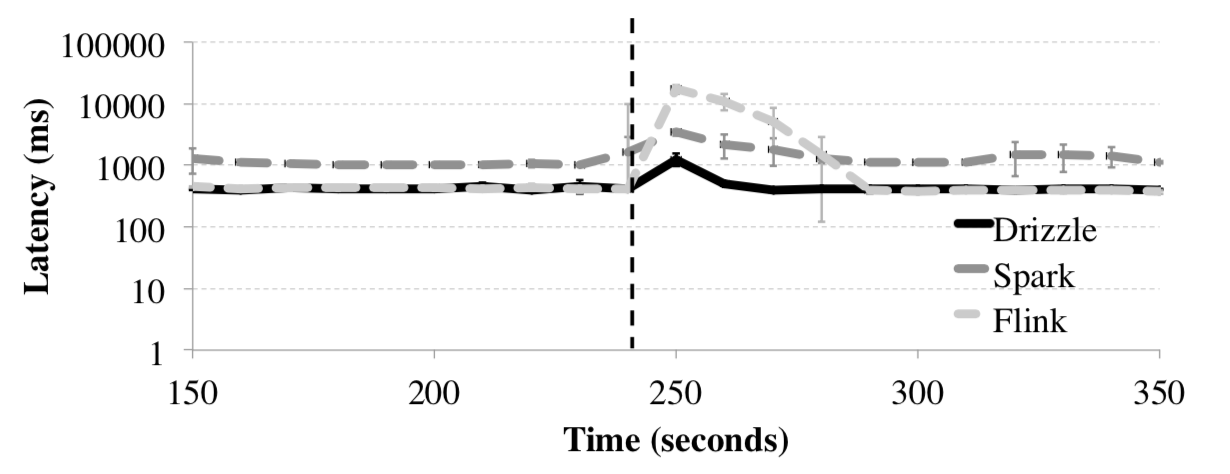 100000
10000
1000
100
10
1
Latency (ms)
Drizzle
Spark
Flink
150 200 250 300 350
Time (seconds)